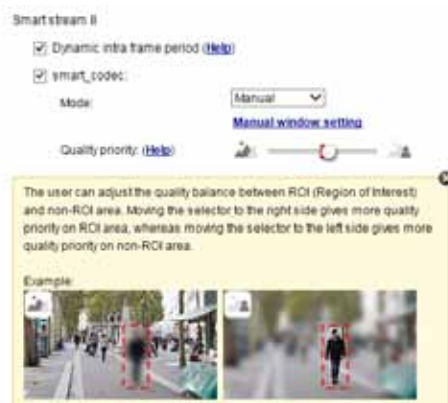 Smart stream II
Dynamic intra frame period (Help)
smart_codec:
Mode: Manual
Manual window setting
Quality priority: (Help)
The user can adjust the quality balance between ROI (Region of Interest)
and non-ROI area. Moving the selector to the right side gives more quality
priority on ROI area, whereas moving the selector to the left side gives more
quality priority on non-ROI area.
Example: